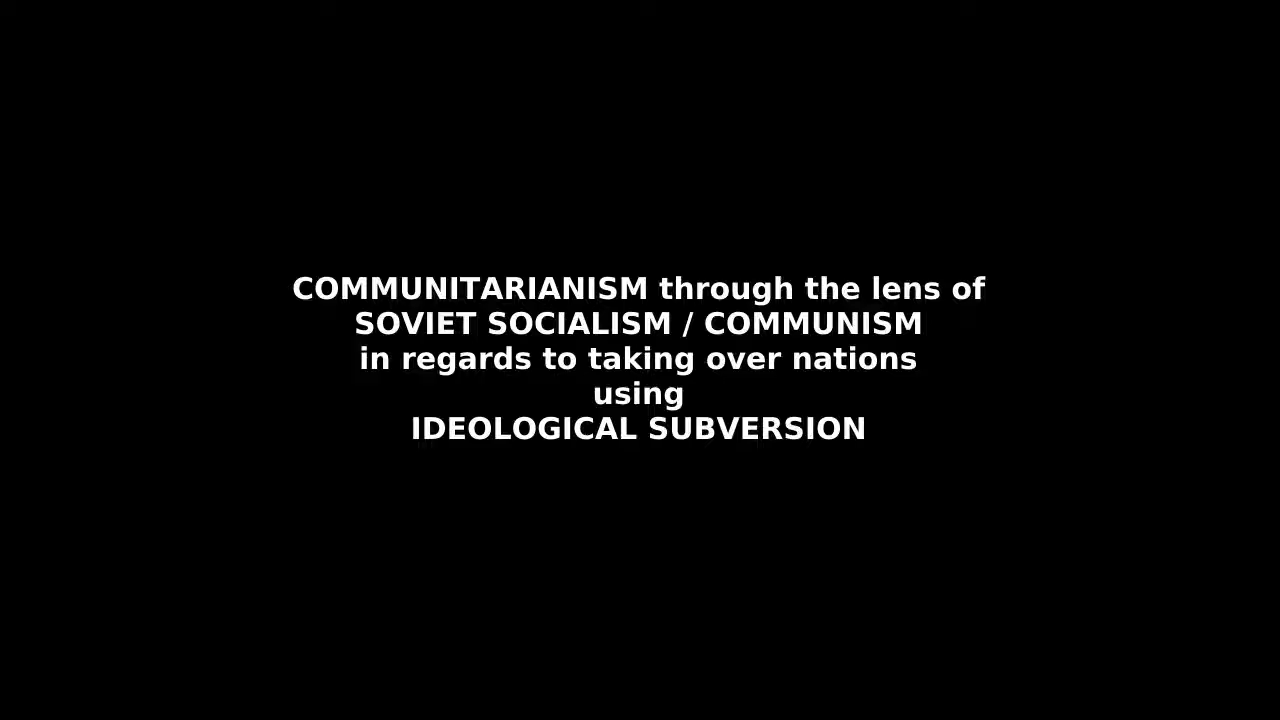 COMMUNITARIANISM through the lens of
SOVIET SOCIALISM / COMMUNISM
in regards to taking over nations
using
IDEOLOGICAL SUBVERSION